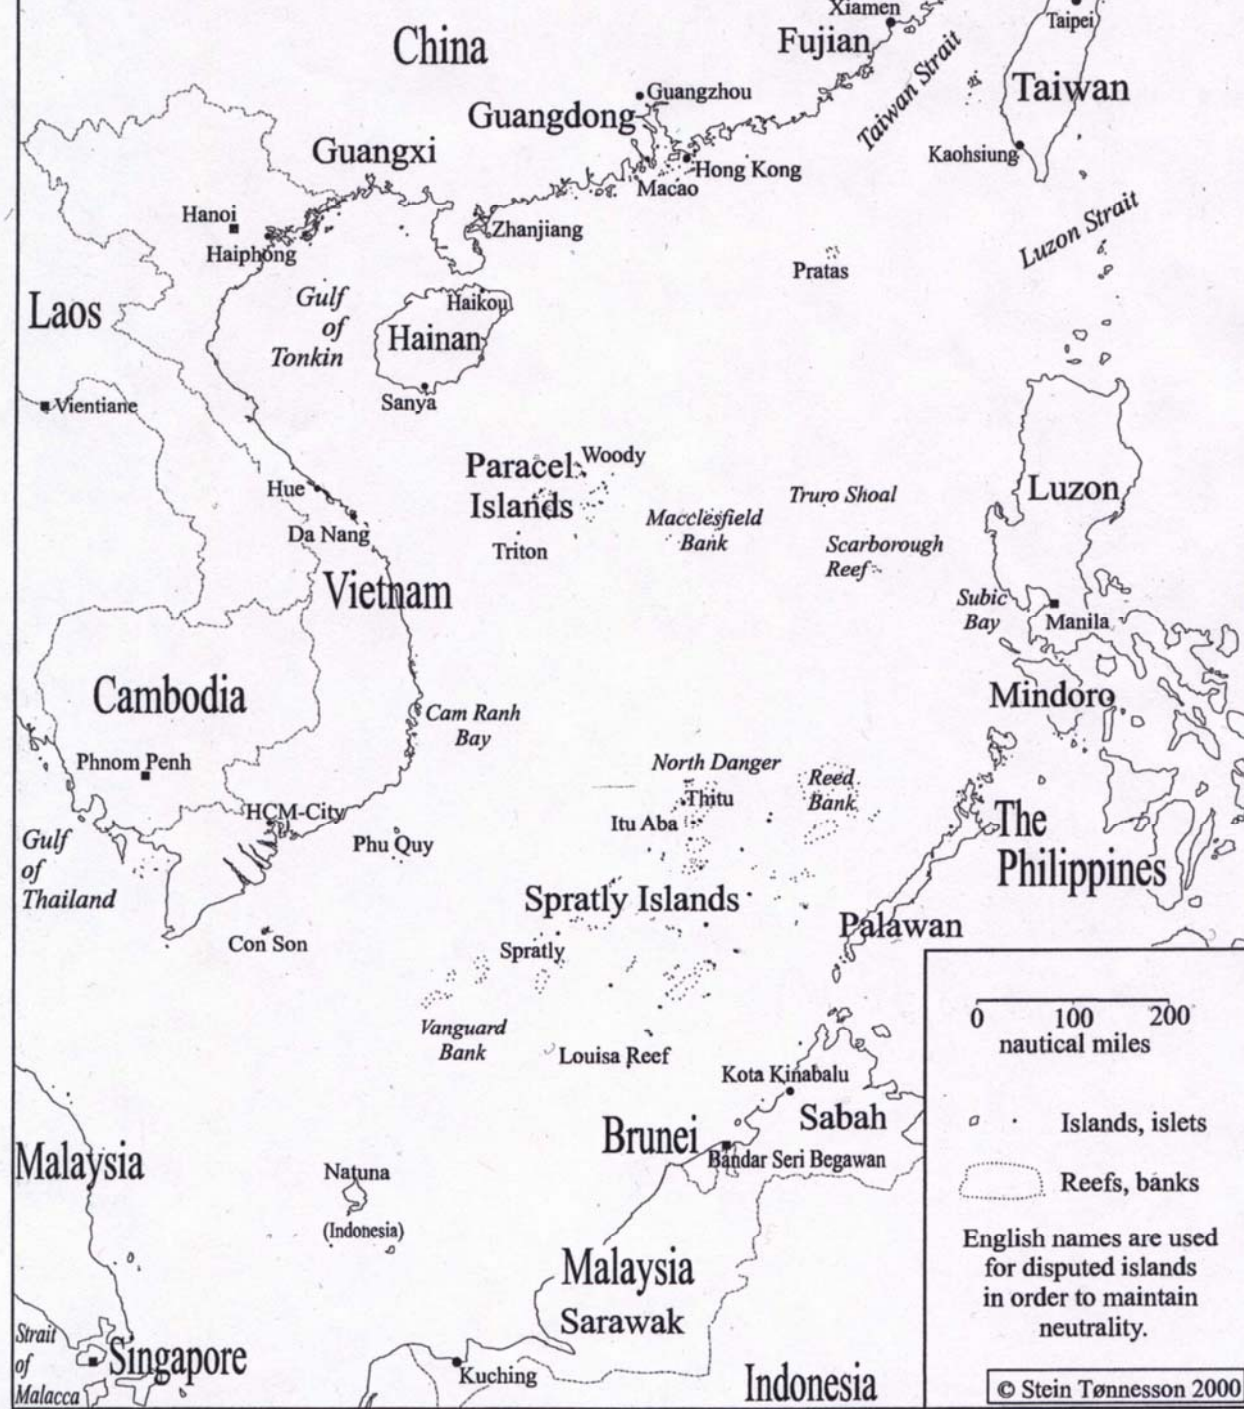 Xiamen
Taipei
China
Fujian
Taiwan Strait
Taiwan
Guangzhou
Guangdong
Guangxi
Kaohsiung
Hong Kong
Macao
Hanoi
Zhanjiang
Haiphong
Luzon Strait
Pratas
Laos
Gulf
of
Tonkin
Haikou
Hainan
Vientiane
Sanya
Paracel
Islands
Woody
Luzon
Hue
Truro Shoal
Macclesfield
Bank
Da Nang
Triton
Scarborough
Reef
Vietnam
Subic
Bay
Manila
Cambodia
Mindoro
Cam Ranh
Bay
Phnom Penh
North Danger
Reed
Bank
Thitu
HCM-City
Itu Aba
The
Philippines
Gulf
of
Thailand
Phu Quy
Spratly Islands
Palawan
Con Son
Spratly
Vanguard
Bank
Louisa Reef
Kota Kinabalu
Sabah
Brunei
Bandar Seri Begawan
Malaysia
Natuna
(Indonesia)
Malaysia
Sarawak
Strait
of
Malacca
Singapore
Kuching
Indonesia
0 100 200
nautical miles
Islands, islets
Reefs, banks
English names are used
for disputed islands
in order to maintain
neutrality.
© Stein Tønnesson 2000